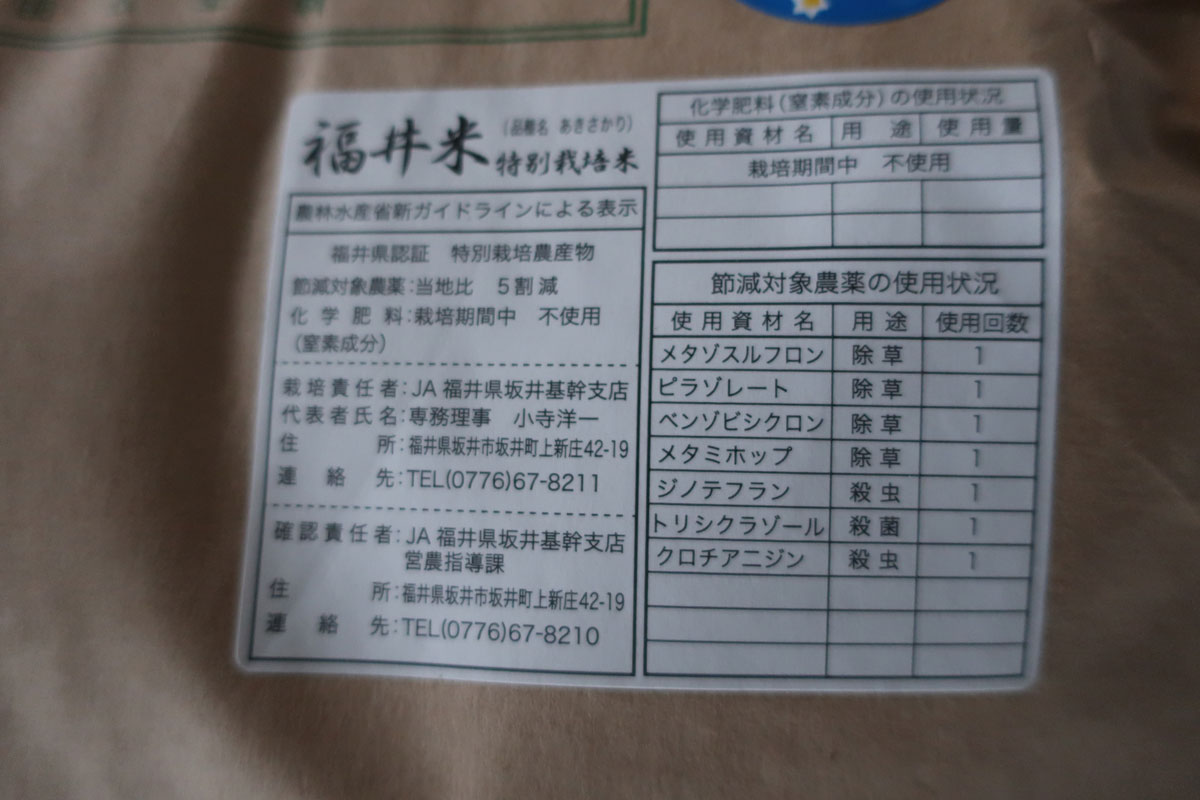 福井米
(品種名 あきさかり)
特別栽培米
農林水産省新ガイドラインによる表示
福井県認証 特別栽培農産物
節減対象農薬:当地比 5割減
化学肥料:栽培期間中 不使用
(窒素成分)
栽培責任者:JA 福井県坂井基幹支店
代表者氏名:専務理事 小寺洋一
住所:福井県坂井市坂井町上新庄42-19
連絡先:TEL(0776)67-8211
確認責任者:JA 福井県坂井基幹支店
営農指導課
住所:福井県坂井市坂井町上新庄42-19
連絡先:TEL(0776)67-8210
化学肥料(窒素成分)の使用状況
使用資材名 用途 使用量
栽培期間中 不使用
節減対象農薬の使用状況
使用資材名 用途 使用回数
メタゾスルフロン 除草 1
ピラゾレート 除草 1
ベンゾビシクロン 除草 1
メタミホップ 除草 1
ジノテフラン 殺虫 1
トリシクラゾール 殺菌 1
クロチアニジン 殺虫 1